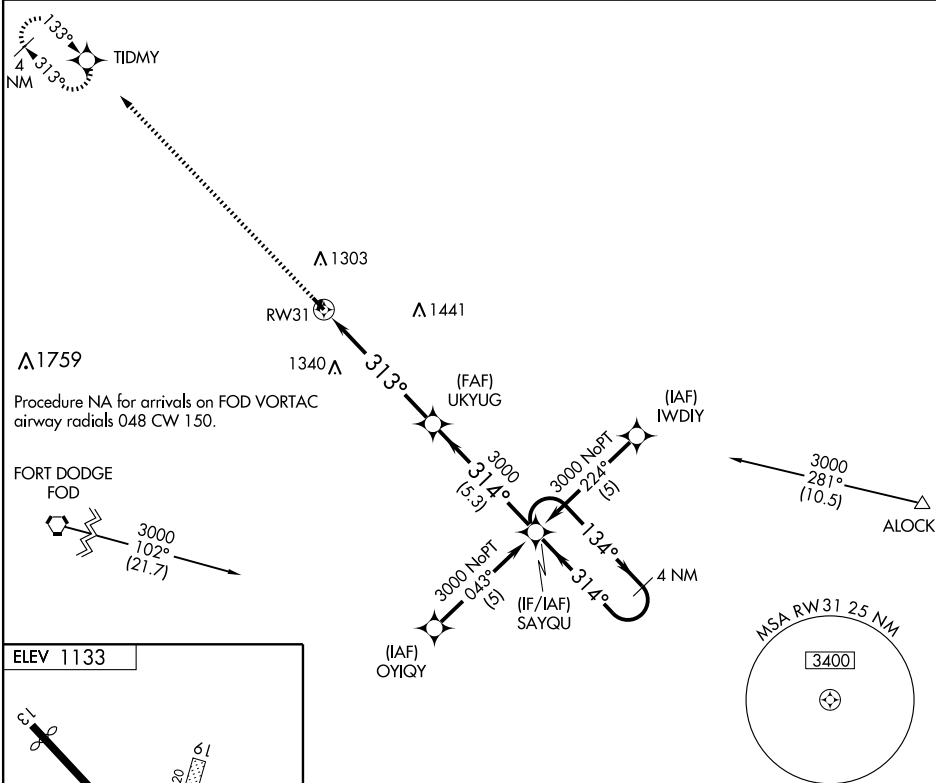 133°
4
NM
313°
TIDMY
1303
RW31
1441
1759
1340
313°
(FAF)
UKYUG
Procedure NA for arrivals on FOD VORTAC
airway radials 048 CW 150.
(IAF)
IWDIY
3000
314°
(5.3)
3000 NoPT
224°
(5)
3000
281°
(10.5)
ALOCK
FORT DODGE
FOD
3000
102°
(21.7)
134°
314°
4 NM
3000 NoPT
043°
(5)
(IF/IAF)
SAYQU
(IAF)
OYIQY
MSA RW31 25 NM
3400
ELEV 1133
13
19
20